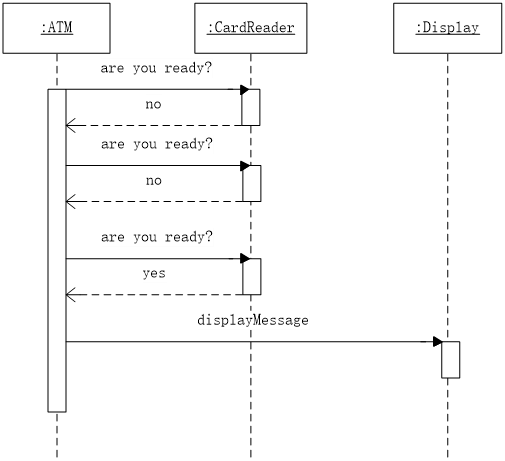 :ATM
:CardReader
:Display
are you ready?
no
are you ready?
no
are you ready?
yes
displayMessage